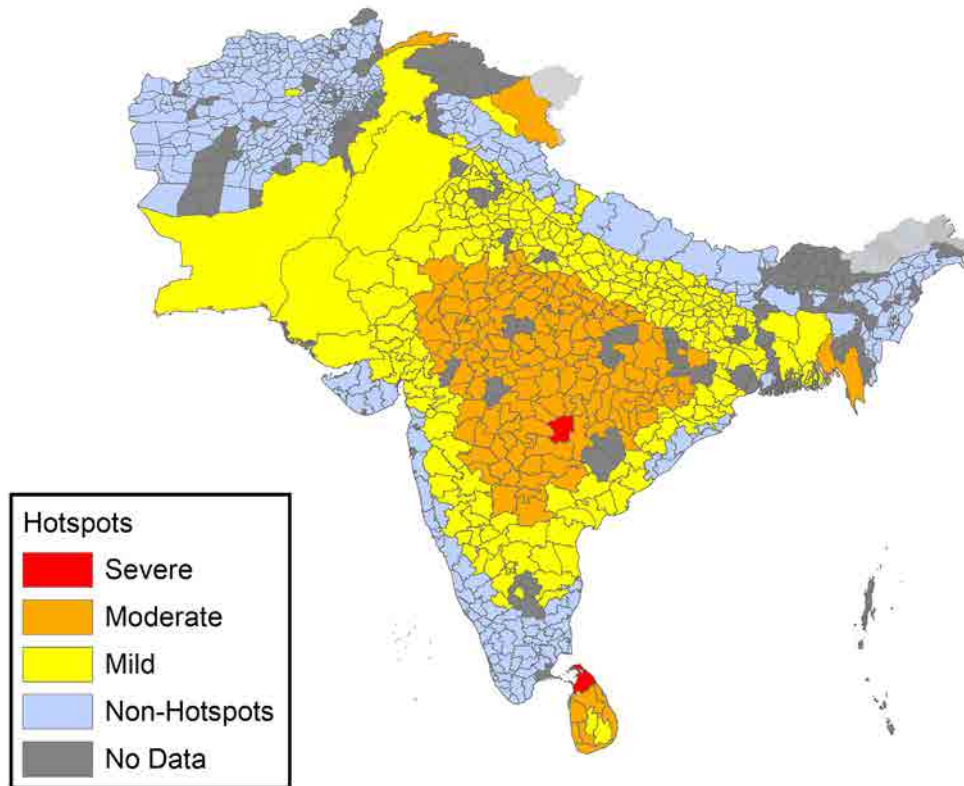 Hotspots
Severe
Moderate
Mild
Non-Hotspots
No Data